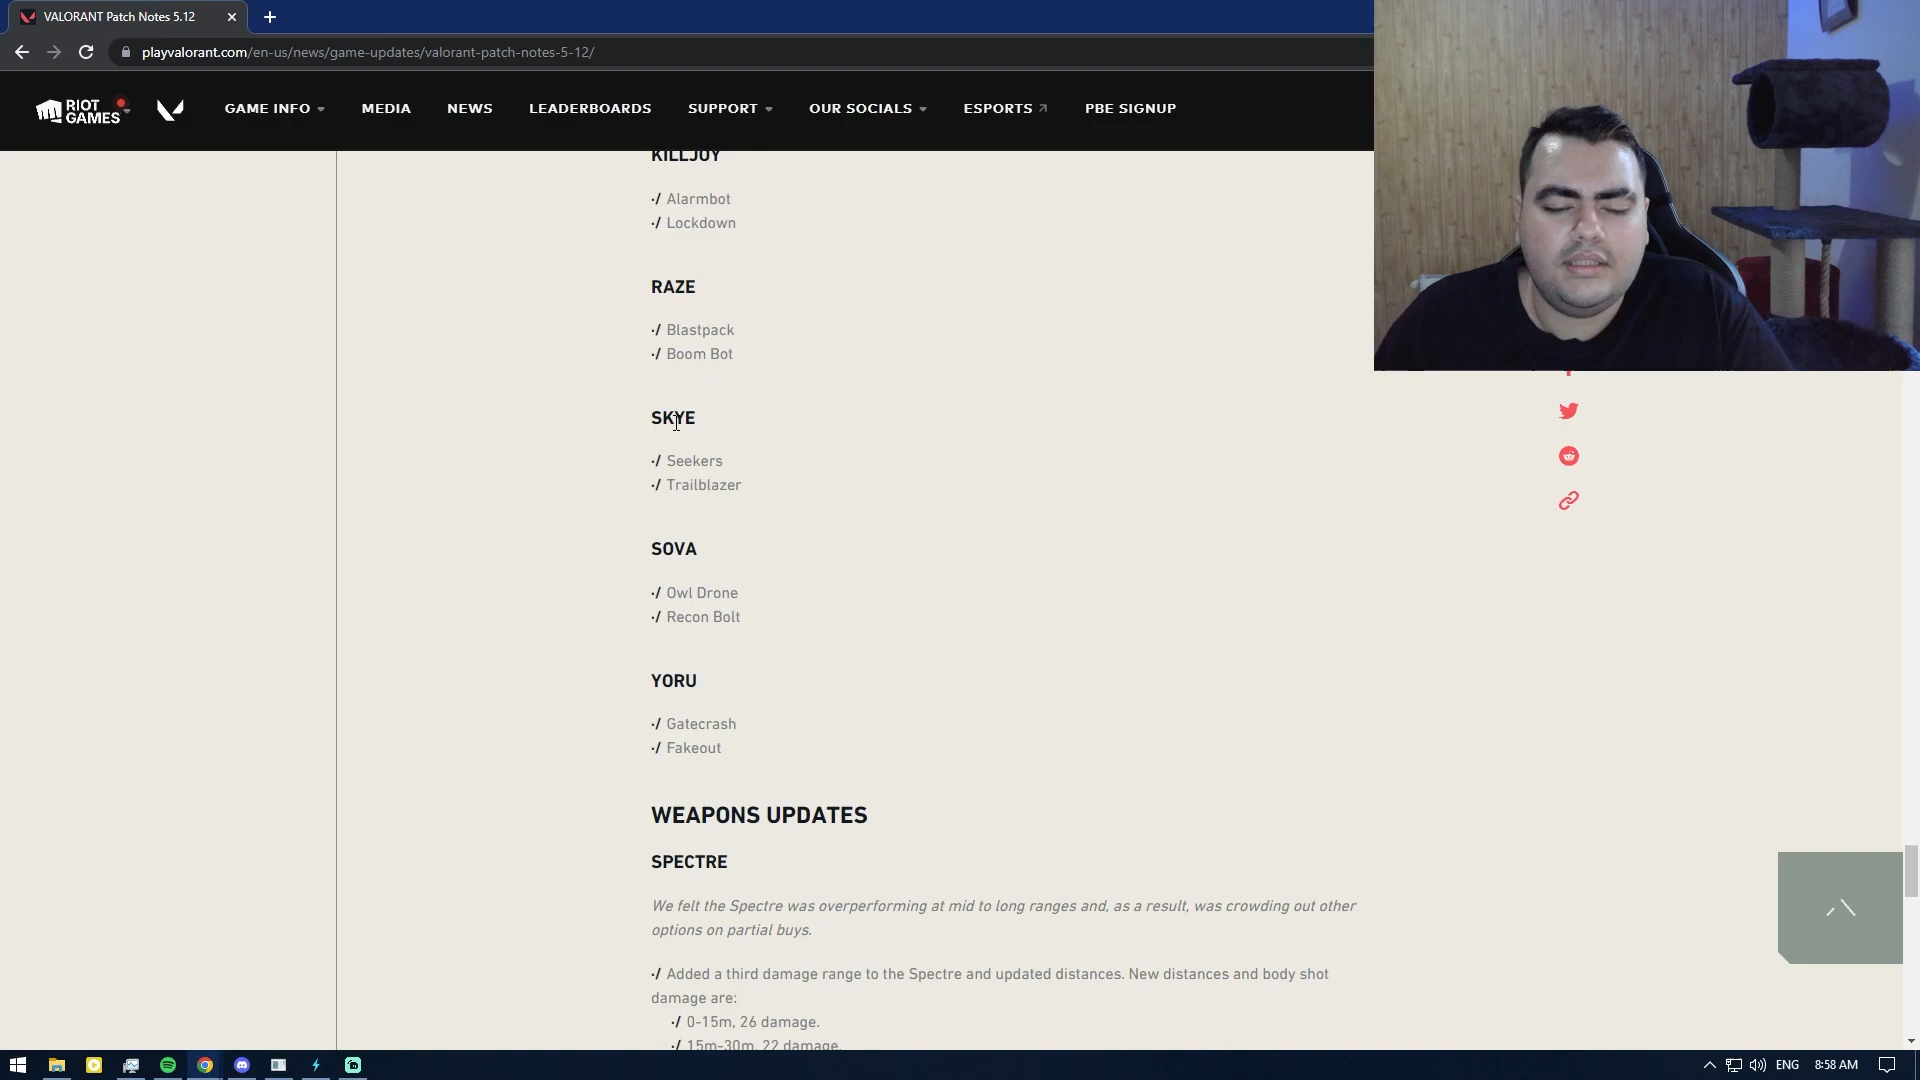 VALORANT Patch Notes 5.12
playvalorant.com/en-us/news/game-updates/valorant-patch-notes-5-12/
RIOT GAMES
GAME INFO
MEDIA
NEWS
LEADERBOARDS
SUPPORT
OUR SOCIALS
ESPORTS
PBE SIGNUP
KILLJOY
·/ Alarmbot
·/ Lockdown
RAZE
·/ Blastpack
·/ Boom Bot
SKYE
·/ Seekers
·/ Trailblazer
SOVA
·/ Owl Drone
·/ Recon Bolt
YORU
·/ Gatecrash
·/ Fakeout
WEAPONS UPDATES
SPECTRE
We felt the Spectre was overperforming at mid to long ranges and, as a result, was crowding out other
options on partial buys.
·/ Added a third damage range to the Spectre and updated distances. New distances and body shot
damage are:
·/ 0-15m, 26 damage.
·/ 15m-30m, 22 damage.
ENG
8:58 AM